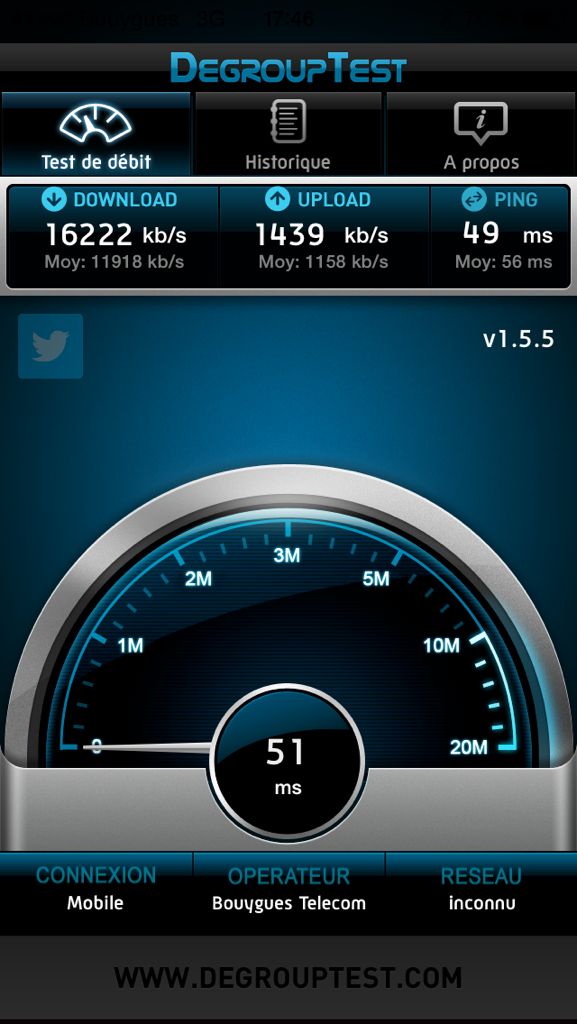 Bouygues 3G 17:46
DEGROUPTEST
Test de débit
Historique
A propos
DOWNLOAD
16222 kb/s
Moy: 11918 kb/s
UPLOAD
1439 kb/s
Moy: 1158 kb/s
PING
49 ms
Moy: 56 ms
v1.5.5
3M
2M 5M
1M 10M
0 20M
51
ms
CONNEXION
Mobile
OPERATEUR
Bouygues Telecom
RESEAU
inconnu
WWW.DEGROUPTEST.COM